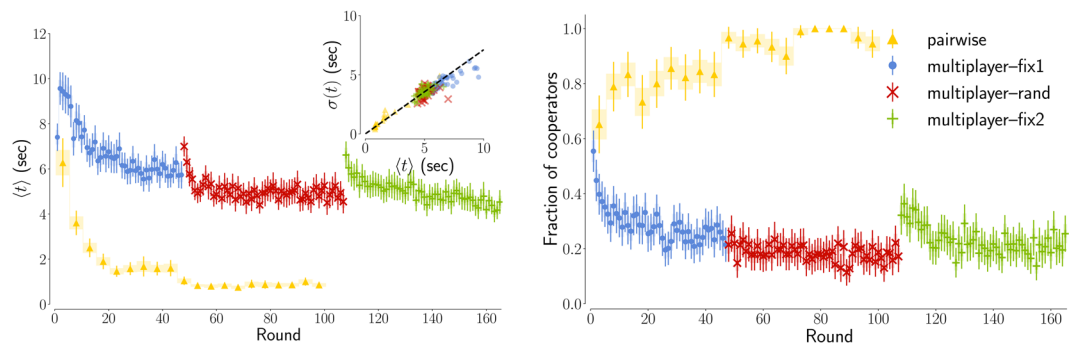 12
10
8
6
4
2
0
⟨t⟩ (sec)
0 20 40 60 80 100 120 140 160
Round
10
5
0
σ(t) (sec)
0 5 10
⟨t⟩ (sec)
1.0
0.8
0.6
0.4
0.2
0.0
Fraction of cooperators
0 20 40 60 80 100 120 140 160
Round
pairwise
multiplayer–fix1
multiplayer–rand
multiplayer–fix2